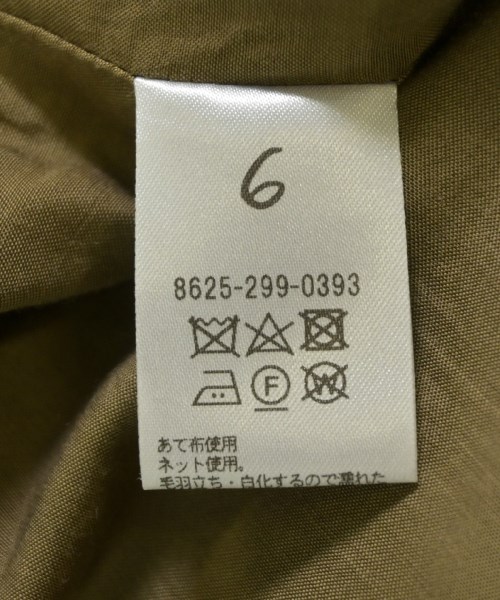 6
8625-299-0393
F
W
あて布使用
ネット使用。
毛羽立ち・白化するので濡れた